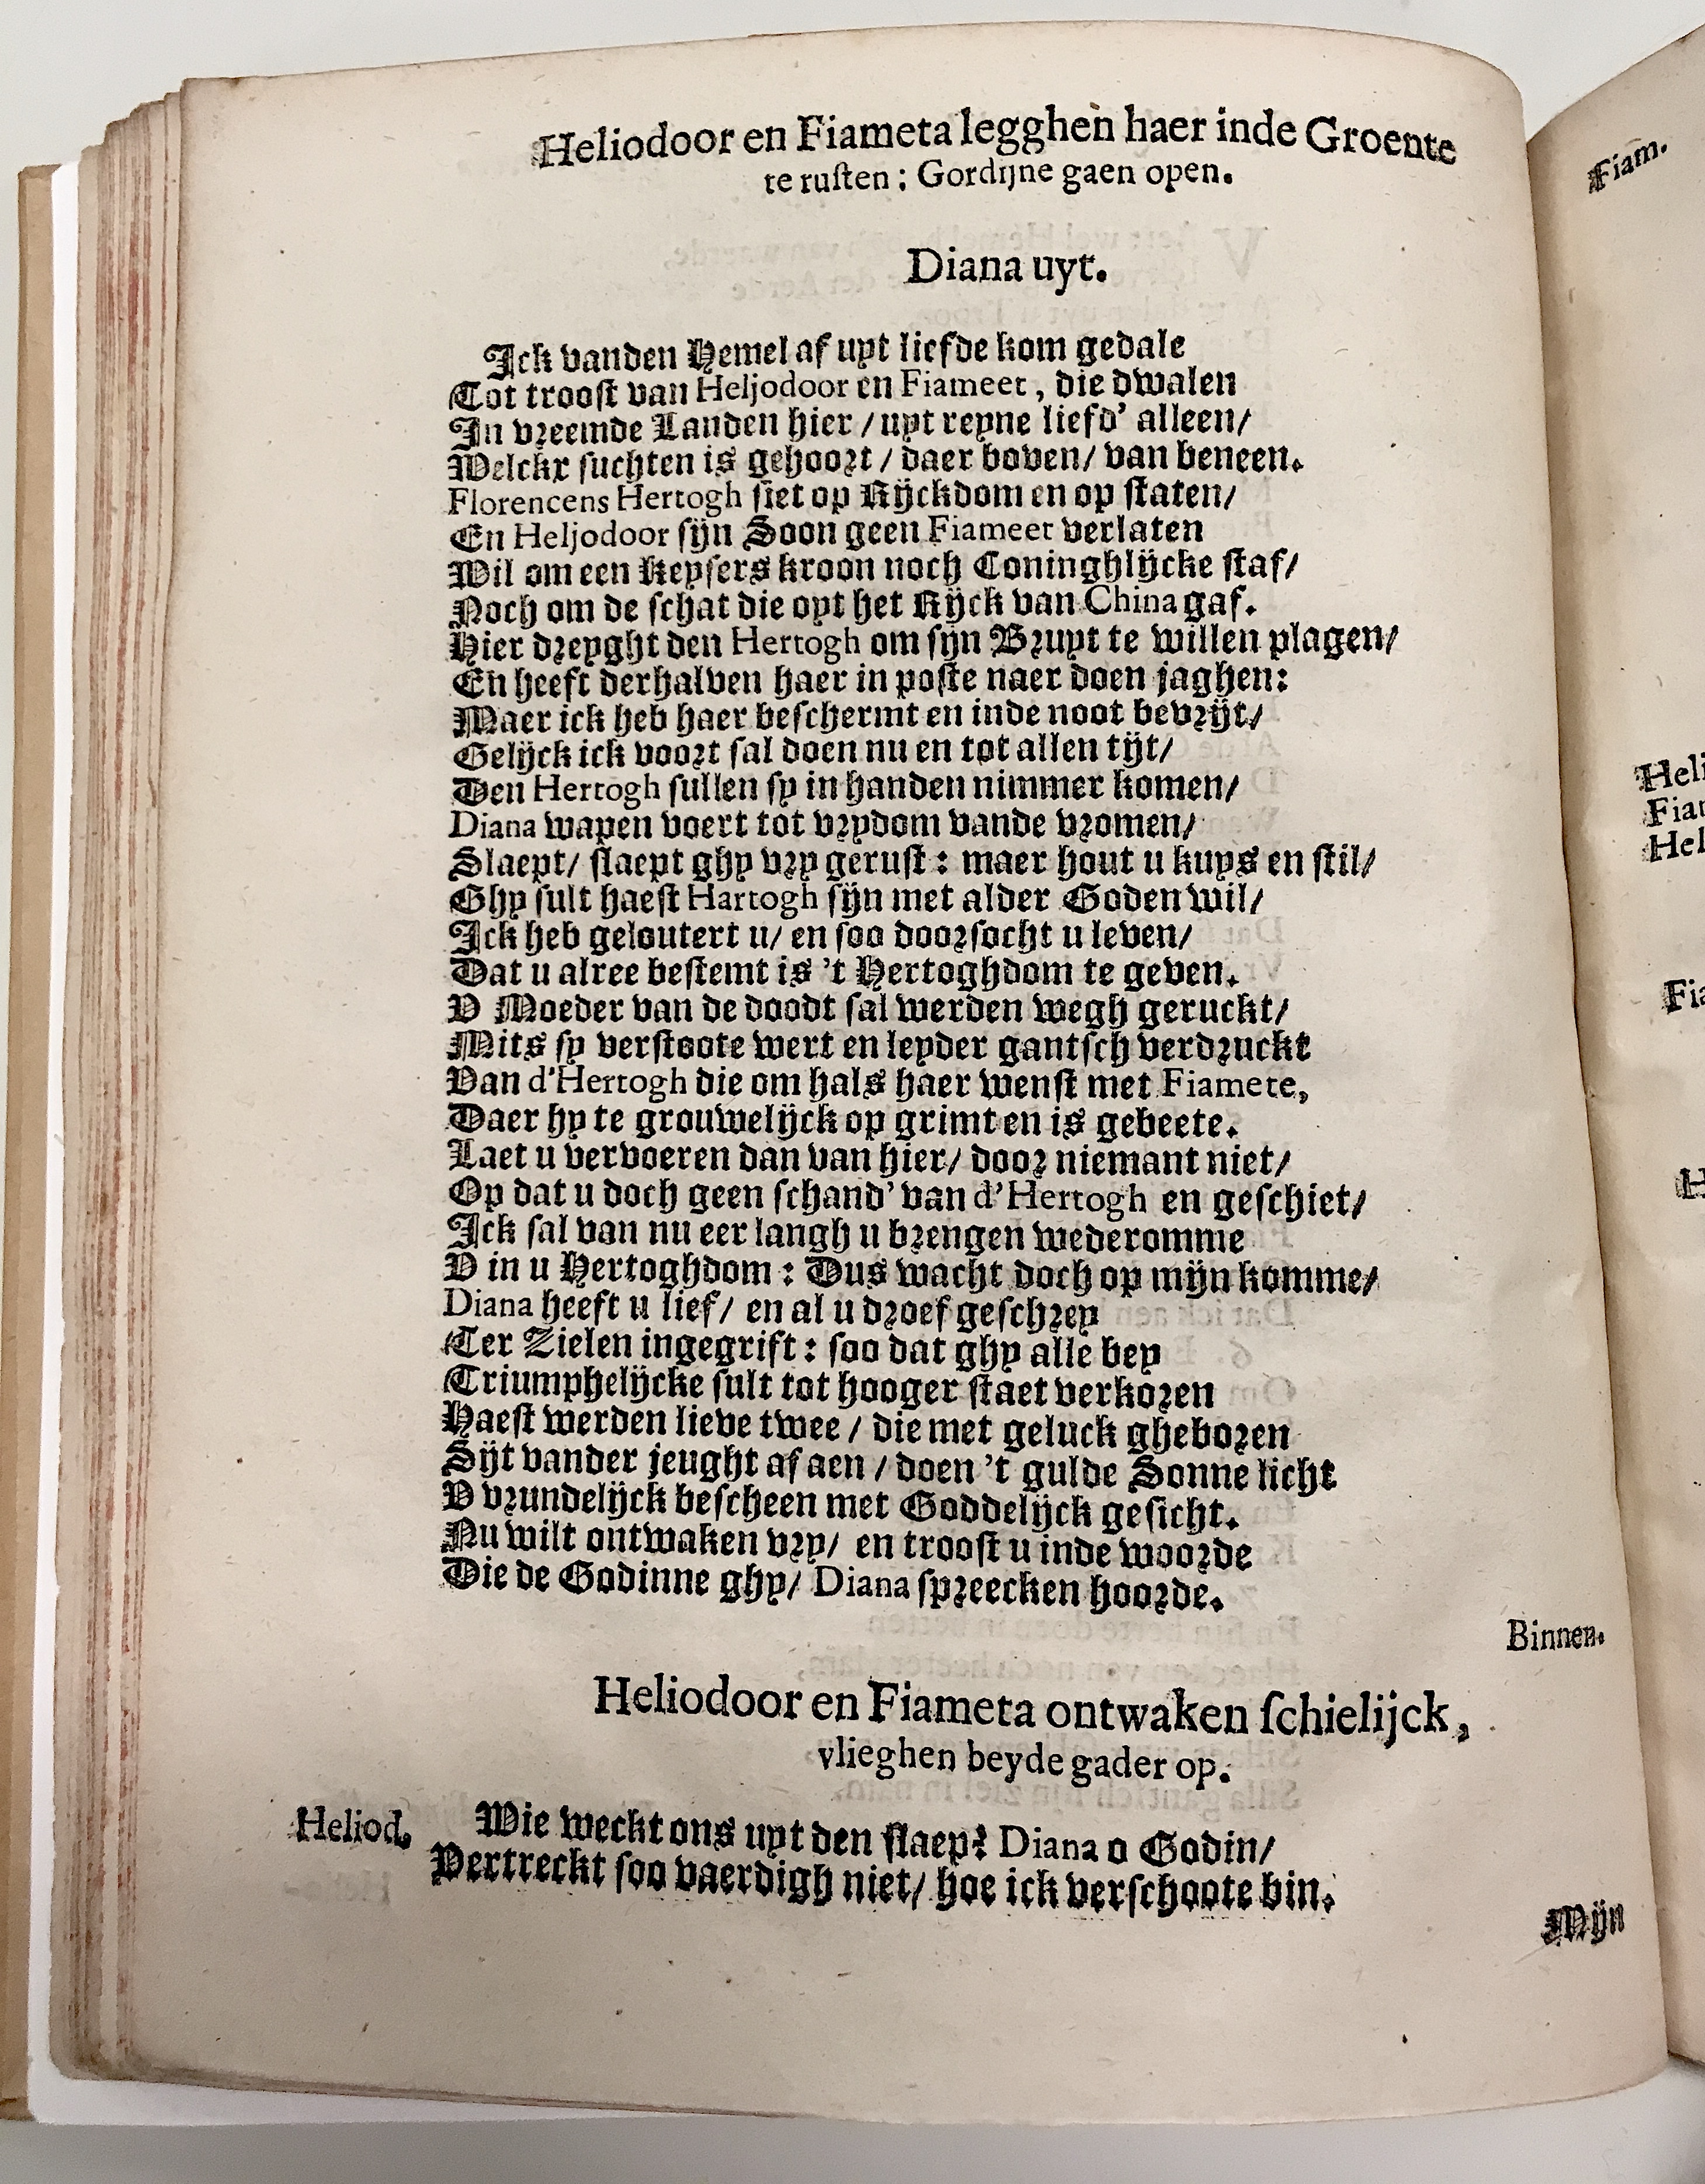 Heliodoor en Fiameta legghen haer inde Groente
te rusten; Gordijne gaen open.
Diana uyt.
Ick vanden Hemel af uyt liefde kom gedale
Tot troost van Heljodoor en Fiameet, die dwalen
In vreemde Landen hier / uyt reyne liefd' alleen/
Welckx suchten is gehoort / daer boven/ van beneen.
Florencens Hertogh siet op Rijckdom en op staten/
En Heljodoor sijn Soon geen Fiameet verlaten
Wil om een Keysers kroon noch Coninghlijcke staf/
Noch om de schat die oyt het Rijck van China gaf.
Hier dreyght den Hertogh om sijn Bruyt te willen plagen/
En heeft derhalven haer in poste naer doen jaghen:
Maer ick heb haer beschermt en inde noot bevrijt/
Gelijck ick voort sal doen nu en tot allen tijt/
Den Hertogh sullen sy in handen nimmer komen/
Diana wapen voert tot vrydom vande vromen/
Slaept/ slaept ghy vry gerust: maer hout u kuys en stil/
Ghy sult haest Hartogh sijn met alder Goden wil/
Ick heb geloutert u/ en soo doorsocht u leven/
Dat u alree bestemt is 't Hertoghdom te geven.
V Moeder van de doodt sal werden wegh geruckt/
Mits sy verstoote wert en leyder gantsch verdruckt
Van d'Hertogh die om hals haer wenst met Fiamete,
Daer hy te grouwelijck op grimt en is gebeete.
Laet u vervoeren dan van hier/ door niemant niet/
Op dat u doch geen schand' van d'Hertogh en geschiet/
Ick sal van nu eer langh u brengen wederomme
V in u Hertoghdom: Dus wacht doch op mijn komme/
Diana heeft u lief/ en al u droef geschrey
Ter Zielen ingegrift: soo dat ghy alle bey
Triumphelijcke sult tot hooger staet verkoren
Haest werden lieve twee / die met geluck gheboren
Sijt vander jeught af aen / doen 't gulde Sonne licht
V vrundelijck bescheen met Goddelijck gesicht.
Nu wilt ontwaken vry/ en troost u inde woorde
Die de Godinne ghy/ Diana spreecken hoorde.
Binnen.
Heliodoor en Fiameta ontwaken schielijck,
vlieghen beyde gader op.
Heliod. Wie weckt ons uyt den slaep? Diana o Godin/
Vertreckt soo vaerdigh niet/ hoe ick verschoote bin.
Mijn
Fiam.
Heli
Fiam
Hel
Fia
H